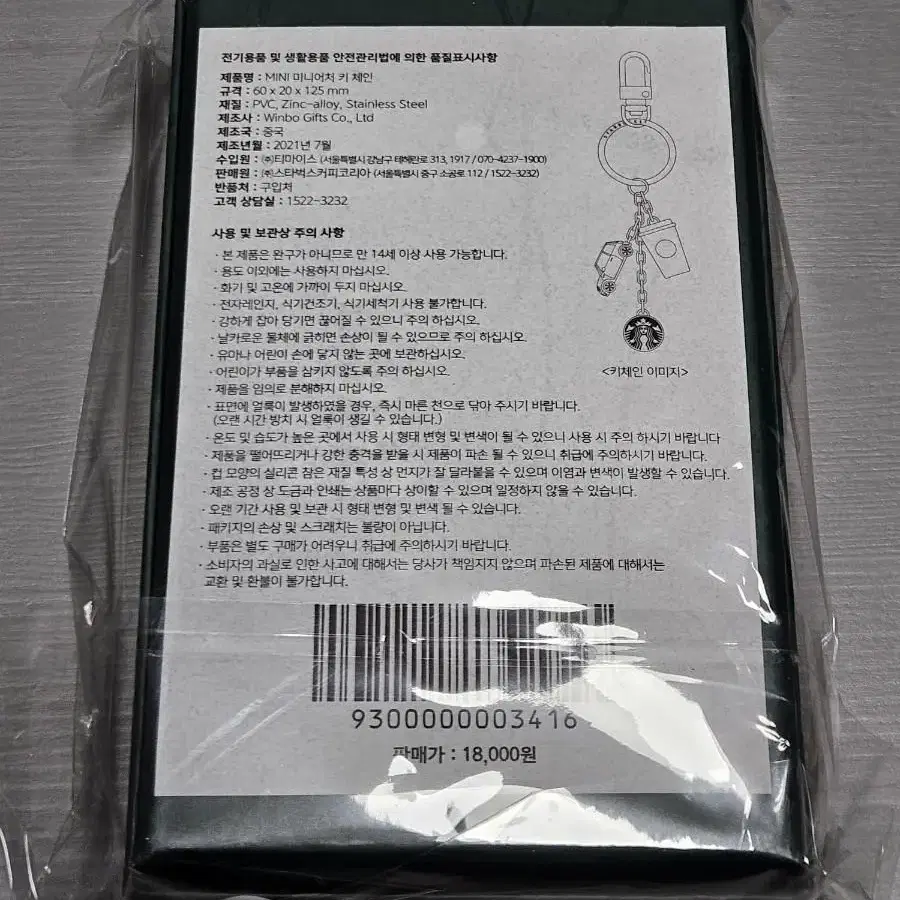 전기용품 및 생활용품 안전관리법에 의한 품질표시사항
제품명 : MINI 미니어처 키 체인
규격 : 60 x 20 x 125 mm
재질 : PVC, Zinc-alloy, Stainless Steel
제조사 : Winbo Gifts Co., Ltd
제조국 : 중국
제조년월 : 2021년 7월
수입원 : ㈜티마이스 (서울특별시 강남구 테헤란로 313, 1917 / 070-4237-1900)
판매원 : ㈜스타벅스커피코리아 (서울특별시 중구 소공로 112 / 1522-3232)
반품처 : 구입처
고객 상담실 : 1522-3232
사용 및 보관상 주의 사항
· 본 제품은 완구가 아니므로 만 14세 이상 사용 가능합니다.
· 용도 이외에는 사용하지 마십시오.
· 화기 및 고온에 가까이 두지 마십시오.
· 전자레인지, 식기건조기, 식기세척기 사용 불가합니다.
· 강하게 잡아 당기면 끊어질 수 있으니 주의 하십시오.
· 날카로운 물체에 긁히면 손상이 될 수 있으므로 주의 하십시오.
· 유아나 어린이 손에 닿지 않는 곳에 보관하십시오.
· 어린이가 부품을 삼키지 않도록 주의 하십시오.
· 제품을 임의로 분해하지 마십시오.
· 표면에 얼룩이 발생하였을 경우, 즉시 마른 천으로 닦아 주시기 바랍니다.
(오랜 시간 방치 시 얼룩이 생길 수 있습니다.)
· 온도 및 습도가 높은 곳에서 사용 시 형태 변형 및 변색이 될 수 있으니 사용 시 주의 하시기 바랍니다
· 제품을 떨어뜨리거나 강한 충격을 받을 시 제품이 파손 될 수 있으니 취급에 주의하시기 바랍니다.
· 컵 모양의 실리콘 참은 재질 특성 상 먼지가 잘 달라붙을 수 있으며 이염과 변색이 발생할 수 있습니다.
· 제조 공정 상 도금과 인쇄는 상품마다 상이할 수 있으며 일정하지 않을 수 있습니다.
· 오랜 기간 사용 및 보관 시 형태 변형 및 변색 될 수 있습니다.
· 패키지의 손상 및 스크래치는 불량이 아닙니다.
· 부품은 별도 구매가 어려우니 취급에 주의하시기 바랍니다.
· 소비자의 과실로 인한 사고에 대해서는 당사가 책임지지 않으며 파손된 제품에 대해서는
교환 및 환불이 불가합니다.
<키체인 이미지>
9300000003416
판매가 : 18,000원